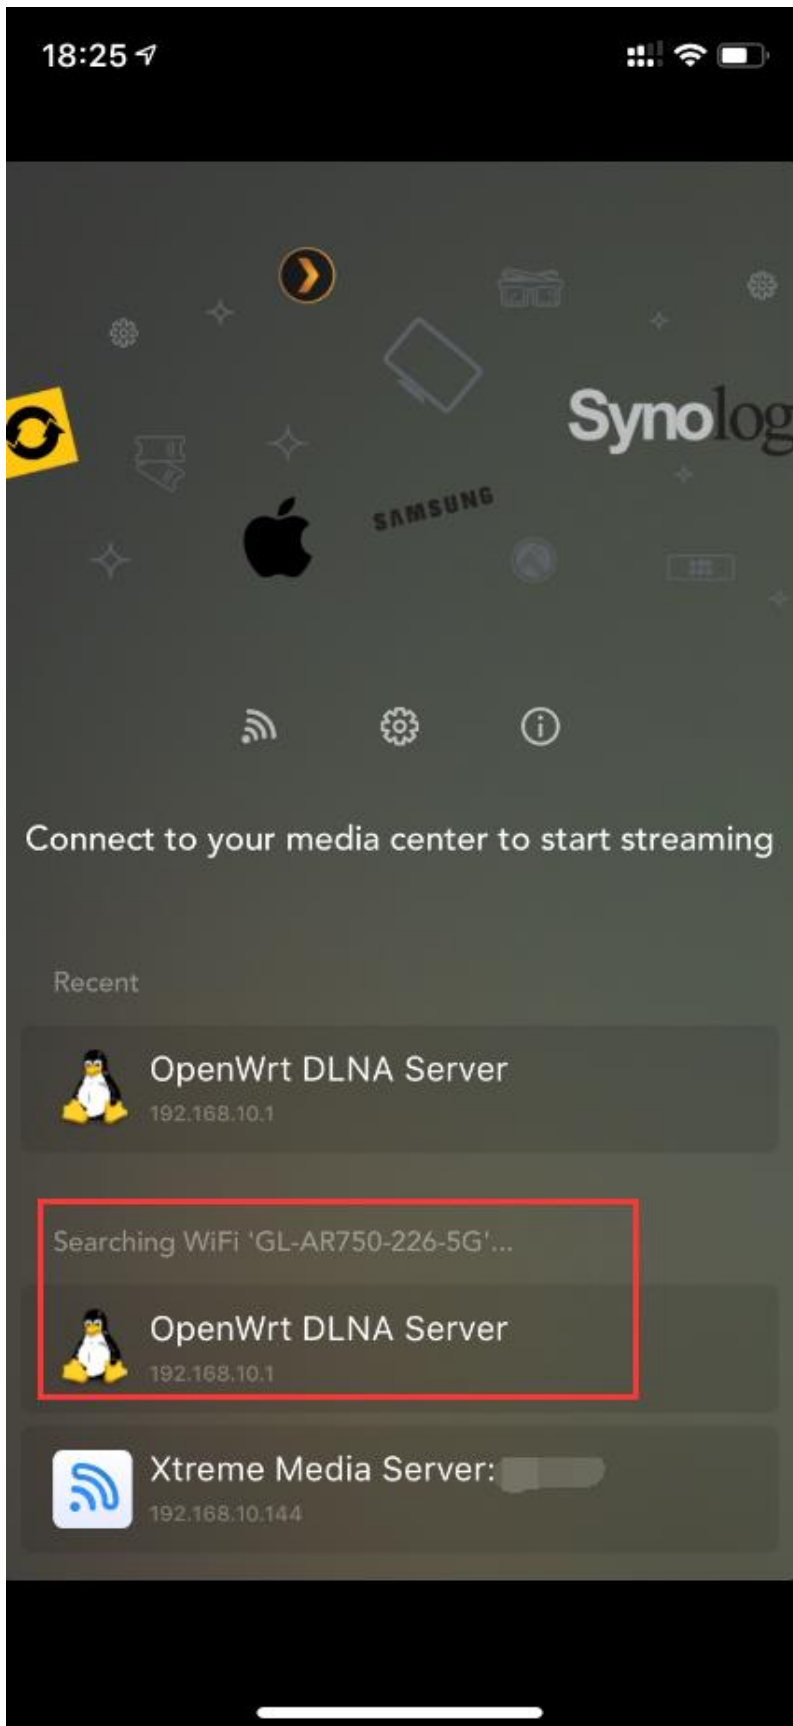 18:25
Synolog
SAMSUNG
Connect to your media center to start streaming
Recent
OpenWrt DLNA Server
192.168.10.1
Searching WiFi 'GL-AR750-226-5G'...
OpenWrt DLNA Server
192.168.10.1
Xtreme Media Server:
192.168.10.144